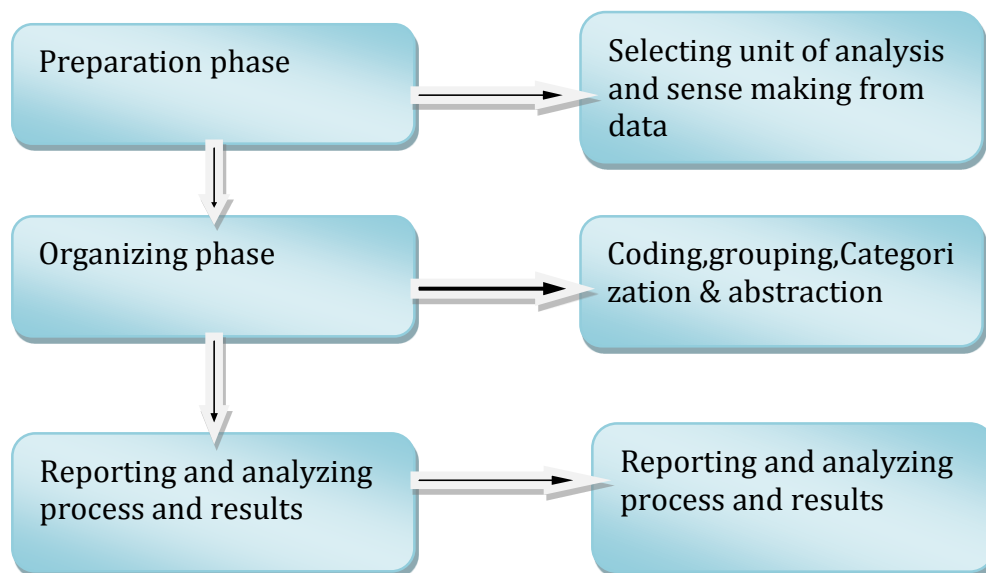 Preparation phase
Selecting unit of analysis
and sense making from
data
Organizing phase
Coding,grouping,Categori
zation & abstraction
Reporting and analyzing
process and results
Reporting and analyzing
process and results